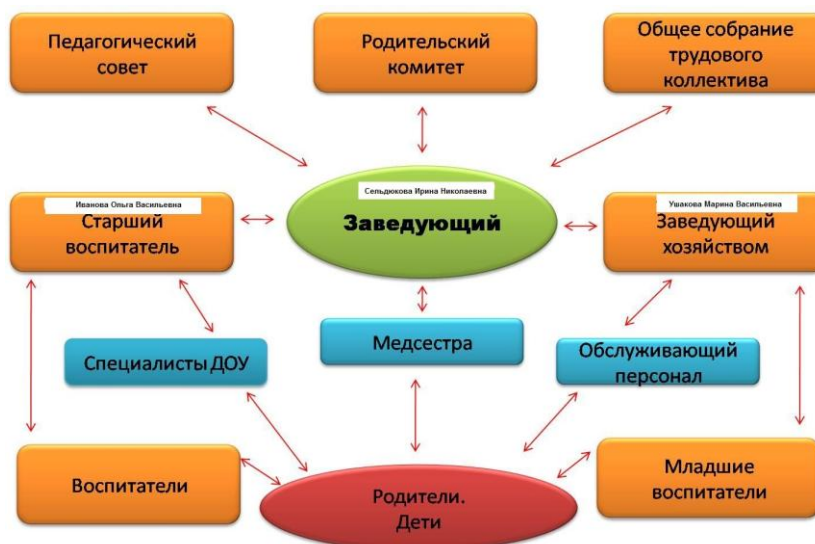 Педагогический
совет
Родительский
комитет
Общее собрание
трудового
коллектива
Сельдюкова Ирина Николаевна
Заведующий
Иванова Ольга Васильевна
Старший
воспитатель
Ушакова Марина Васильевна
Заведующий
хозяйством
Специалисты ДОУ
Медсестра
Обслуживающий
персонал
Воспитатели
Родители.
Дети
Младшие
воспитатели